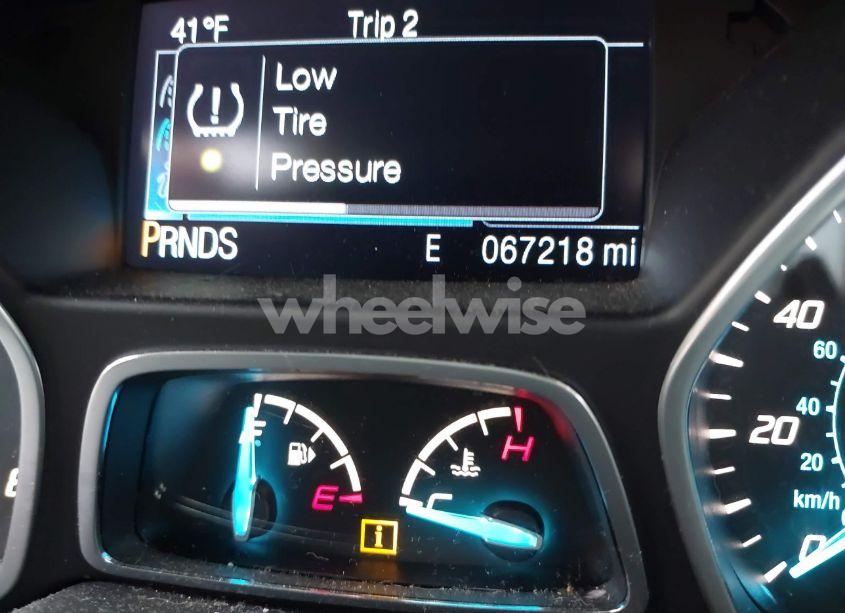 41°F Trip 2
Low
Tire
Pressure
PRNDS E 067218 mi
wheelwise
F H
E C
i
40
60
40
20
20
km/h
0